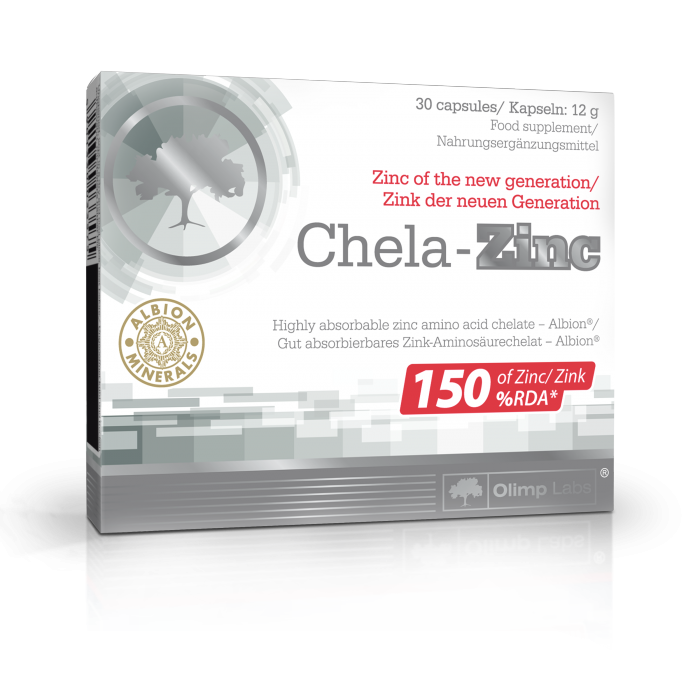 30 capsules/ Kapseln: 12 g
Food supplement/
Nahrungsergänzungsmittel
Zinc of the new generation/
Zink der neuen Generation
Chela-Zinc
ALBION
A
MINERALS
Highly absorbable zinc amino acid chelate – Albion®/
Gut absorbierbares Zink-Aminosäurechelat – Albion®
150 of Zinc/ Zink
%RDA*
Olimp Labs®